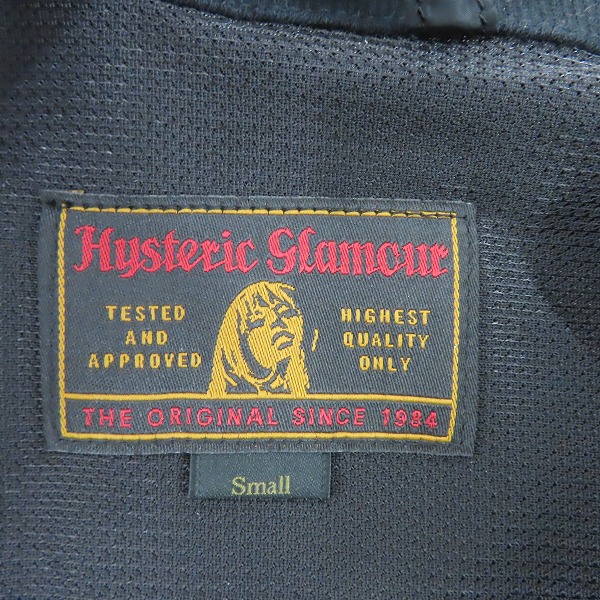 Hysteric Glamour
TESTED
AND
APPROVED
HIGHEST
QUALITY
ONLY
THE ORIGINAL SINCE 1984
Small